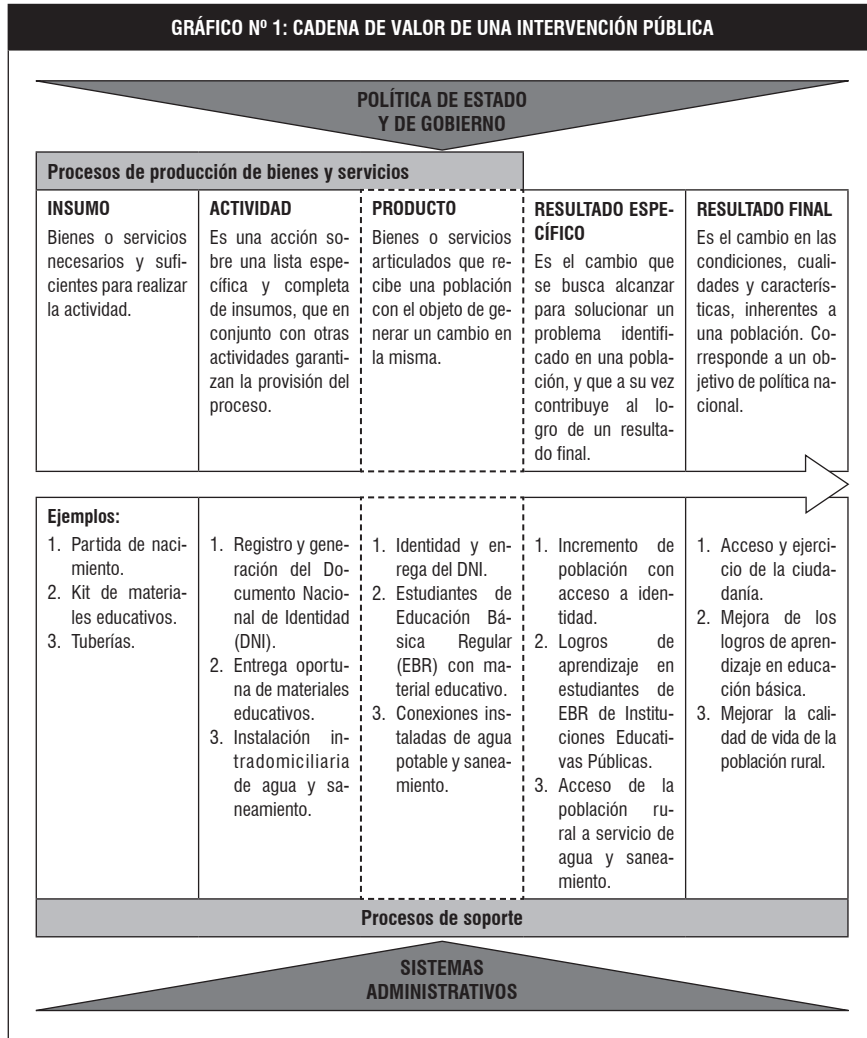 GRÁFICO Nº 1: CADENA DE VALOR DE UNA INTERVENCIÓN PÚBLICA
POLÍTICA DE ESTADO
Y DE GOBIERNO
Procesos de producción de bienes y servicios
INSUMO
Bienes o servicios
necesarios y sufi-
cientes para realizar
la actividad.
ACTIVIDAD
Es una acción so-
bre una lista espe-
cífica y completa
de insumos, que en
conjunto con otras
actividades garanti-
zan la provisión del
proceso.
PRODUCTO
Bienes o servicios
articulados que re-
cibe una población
con el objeto de ge-
nerar un cambio en
la misma.
RESULTADO ESPE-
CÍFICO
Es el cambio que
se busca alcanzar
para solucionar un
problema identifi-
cado en una pobla-
ción, y que a su vez
contribuye al lo-
gro de un resulta-
do final.
RESULTADO FINAL
Es el cambio en las
condiciones, cuali-
dades y caracterís-
ticas, inherentes a
una población. Co-
rresponde a un ob-
jetivo de política na-
cional.
Ejemplos:
1. Partida de naci-
miento.
2. Kit de materia-
les educativos.
3. Tuberías.
1. Registro y gene-
ración del Do-
cumento Nacio-
nal de Identidad
(DNI).
2. Entrega oportu-
na de materiales
educativos.
3. Instalación in-
tradomiciliaria
de agua y sa-
neamiento.
1. Identidad y en-
rega del DNI.
2. Estudiantes de
Educación Bá-
sica Regular
(EBR) con ma-
terial educativo.
3. Conexiones ins-
taladas de agua
potable y sanea-
miento.
1. Incremento de
población con
acceso a iden-
tidad.
2. Logros de
aprendizaje en
estudiantes de
EBR de Institu-
ciones Educati-
vas Públicas.
3. Acceso de la
población ru-
ral a servicio de
agua y sanea-
miento.
1. Acceso y ejerci-
cio de la ciuda-
danía.
2. Mejora de los
logros de apren-
dizaje en educa-
ción básica.
3. Mejorar la cali-
dad de vida de la
población rural.
Procesos de soporte
SISTEMAS
ADMINISTRATIVOS